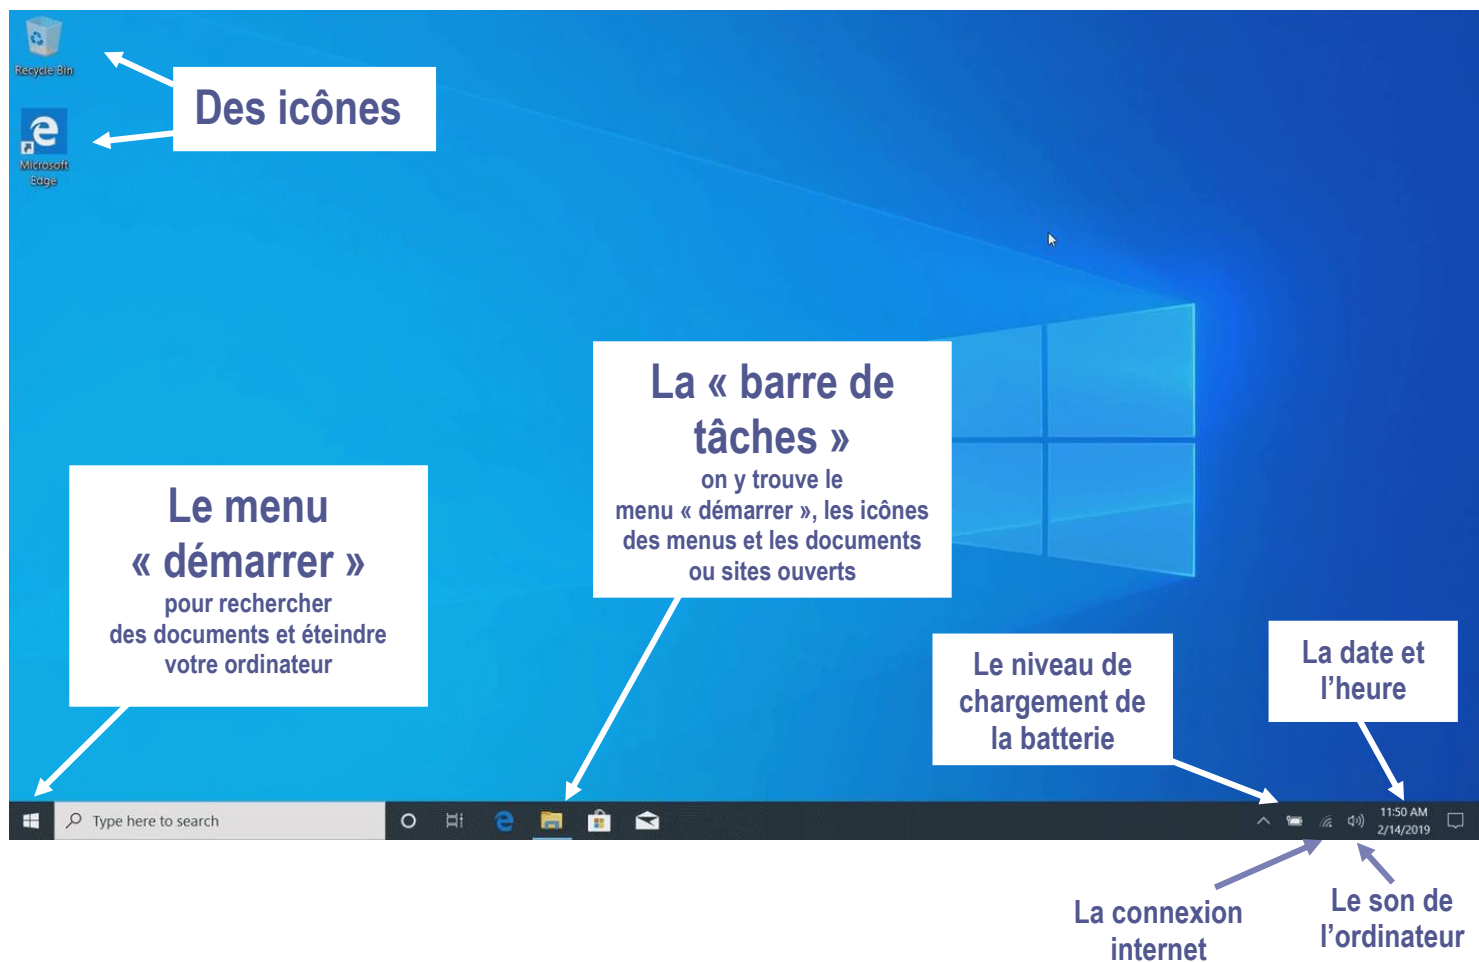 Recycle Bin
Des icônes
Microsoft
Edge
La « barre de
tâches »
on y trouve le
menu « démarrer », les icônes
des menus et les documents
ou sites ouverts
Le menu
« démarrer »
pour rechercher
des documents et éteindre
votre ordinateur
Le niveau de
chargement de
la batterie
La date et
l’heure
Type here to search
11:50 AM
2/14/2019
La connexion
internet
Le son de
l’ordinateur